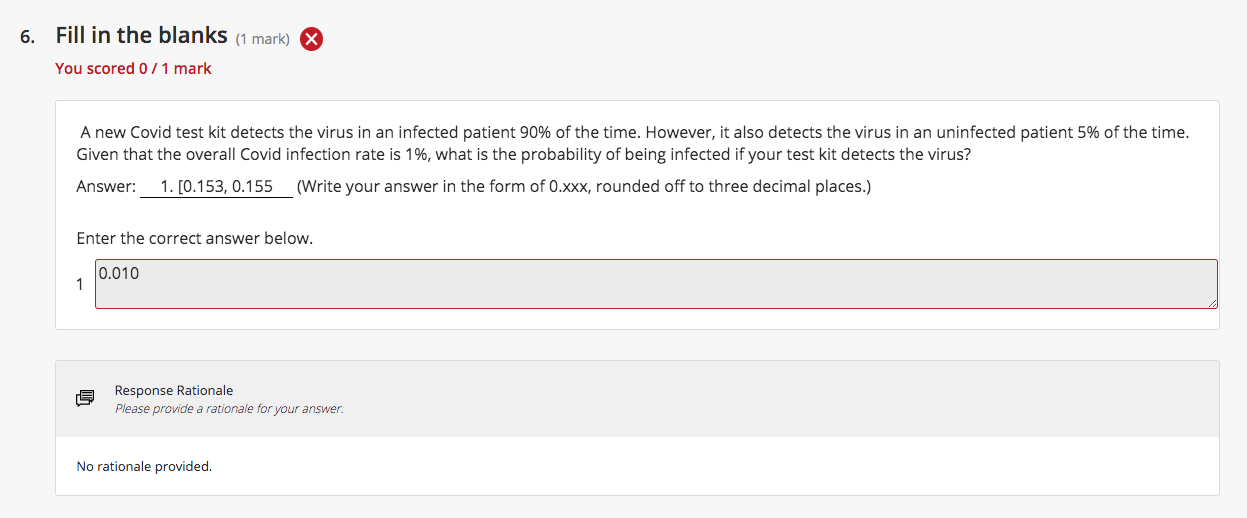 6. Fill in the blanks (1 mark)
You scored 0 / 1 mark
A new Covid test kit detects the virus in an infected patient 90% of the time. However, it also detects the virus in an uninfected patient 5% of the time.
Given that the overall Covid infection rate is 1%, what is the probability of being infected if your test kit detects the virus?
Answer: 1. [0.153, 0.155 (Write your answer in the form of 0.xxx, rounded off to three decimal places.)
Enter the correct answer below.
1 0.010
Response Rationale
Please provide a rationale for your answer.
No rationale provided.